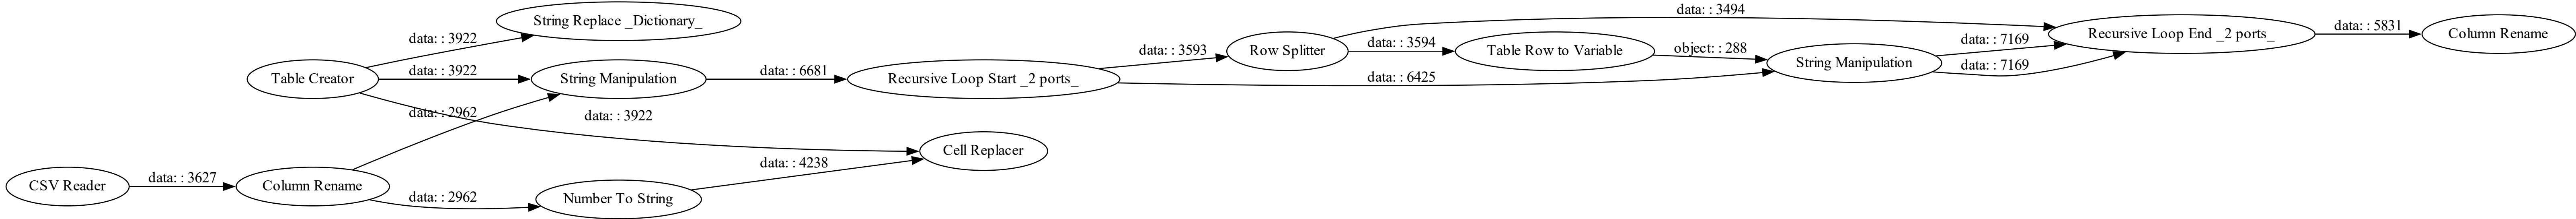 String Replace _Dictionary_
data: : 3922
Table Creator
data: : 3922
String Manipulation
data: : 6681
Recursive Loop Start _2 ports_
data: : 3593
Row Splitter
data: : 3494
data: : 3594
Table Row to Variable
object: : 288
data: : 6425
String Manipulation
data: : 7169
data: : 7169
Recursive Loop End _2 ports_
data: : 5831
Column Rename
data: : 2962
data: : 3922
Cell Replacer
CSV Reader
data: : 3627
Column Rename
data: : 2962
Number To String
data: : 4238